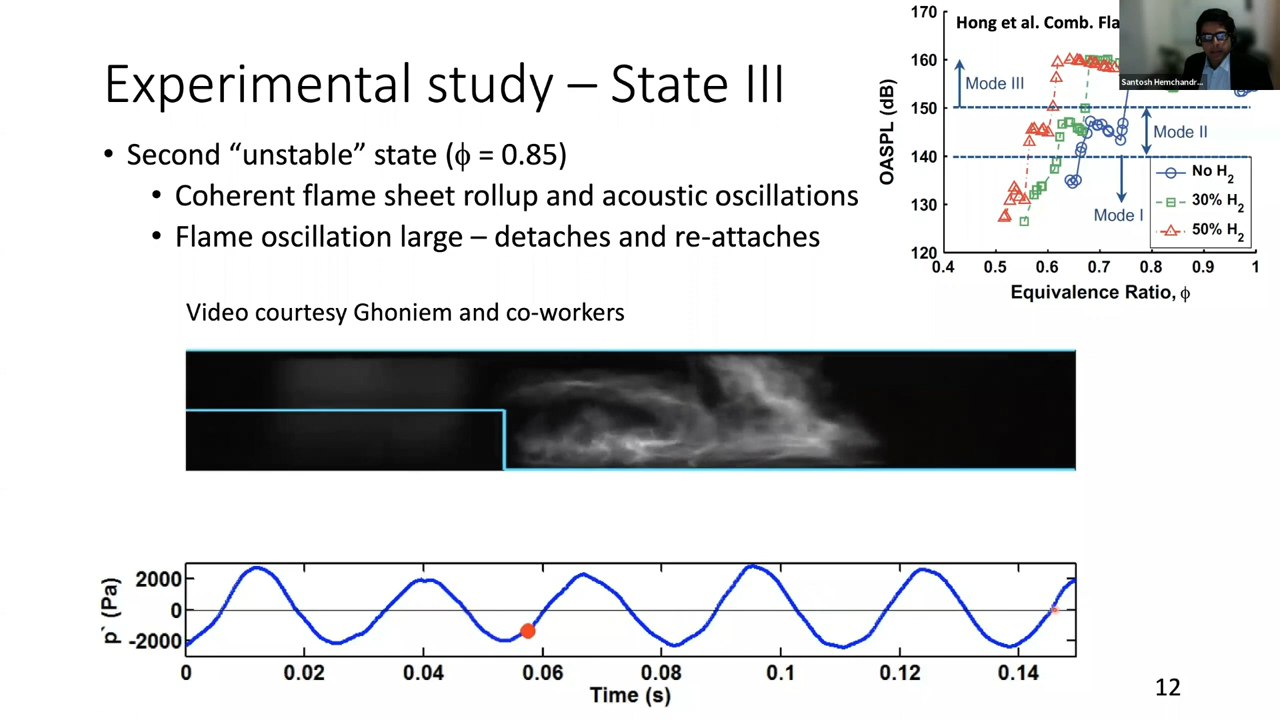 Experimental study – State III
• Second “unstable” state (ϕ = 0.85)
• Coherent flame sheet rollup and acoustic oscillations
• Flame oscillation large – detaches and re-attaches
Video courtesy Ghoniem and co-workers
Hong et al. Comb. Fla
Santosh Hemchandr...
170
160
150
140
130
120
OASPL (dB)
Mode III
Mode II
Mode I
No H2
30% H2
50% H2
0.4 0.5 0.6 0.7 0.8 0.9 1
Equivalence Ratio, ϕ
2000
0
-2000
p` (Pa)
0 0.02 0.04 0.06 0.08 0.1 0.12 0.14
Time (s)
12